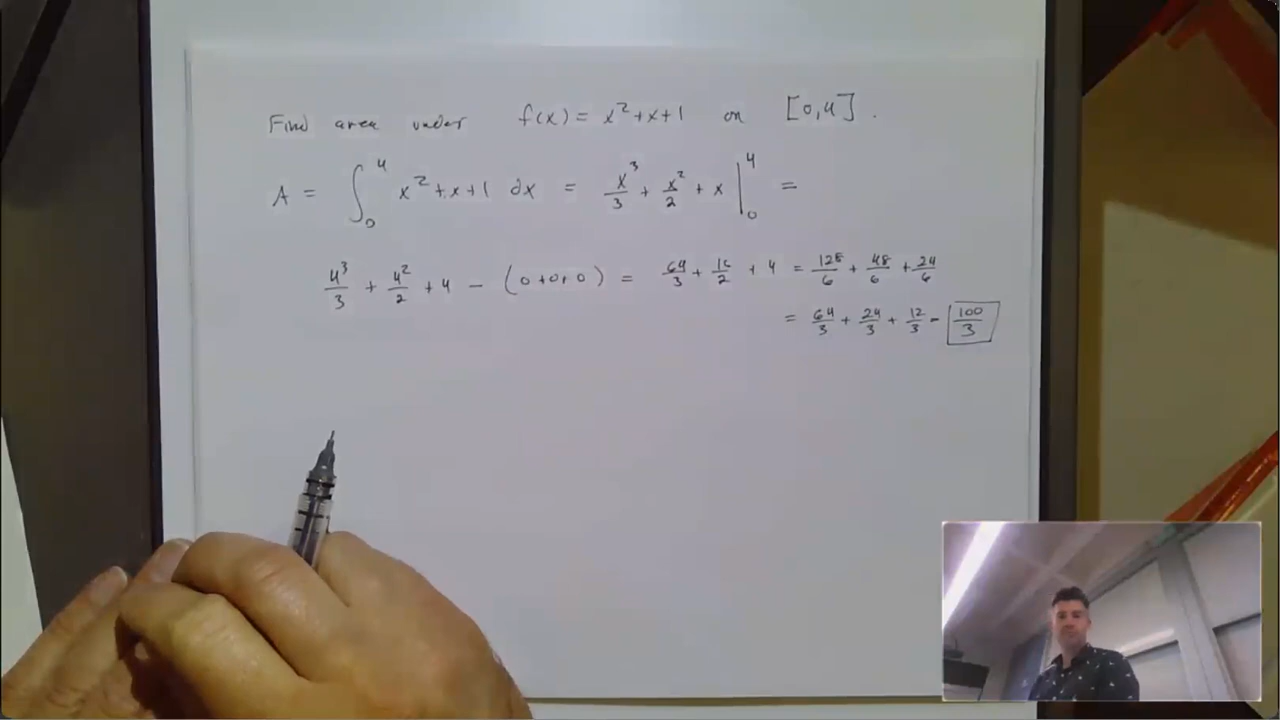 Find area under f(x) = x²+x+1 on [0,4].
A = ∫₀⁴ x²+x+1 dx = x³/3 + x²/2 + x |₀⁴ =
4³/3 + 4²/2 + 4 - (0+0+0) = 64/3 + 16/2 + 4 = 128/6 + 48/6 + 24/6
= 64/3 + 24/3 + 12/3 = 100/3